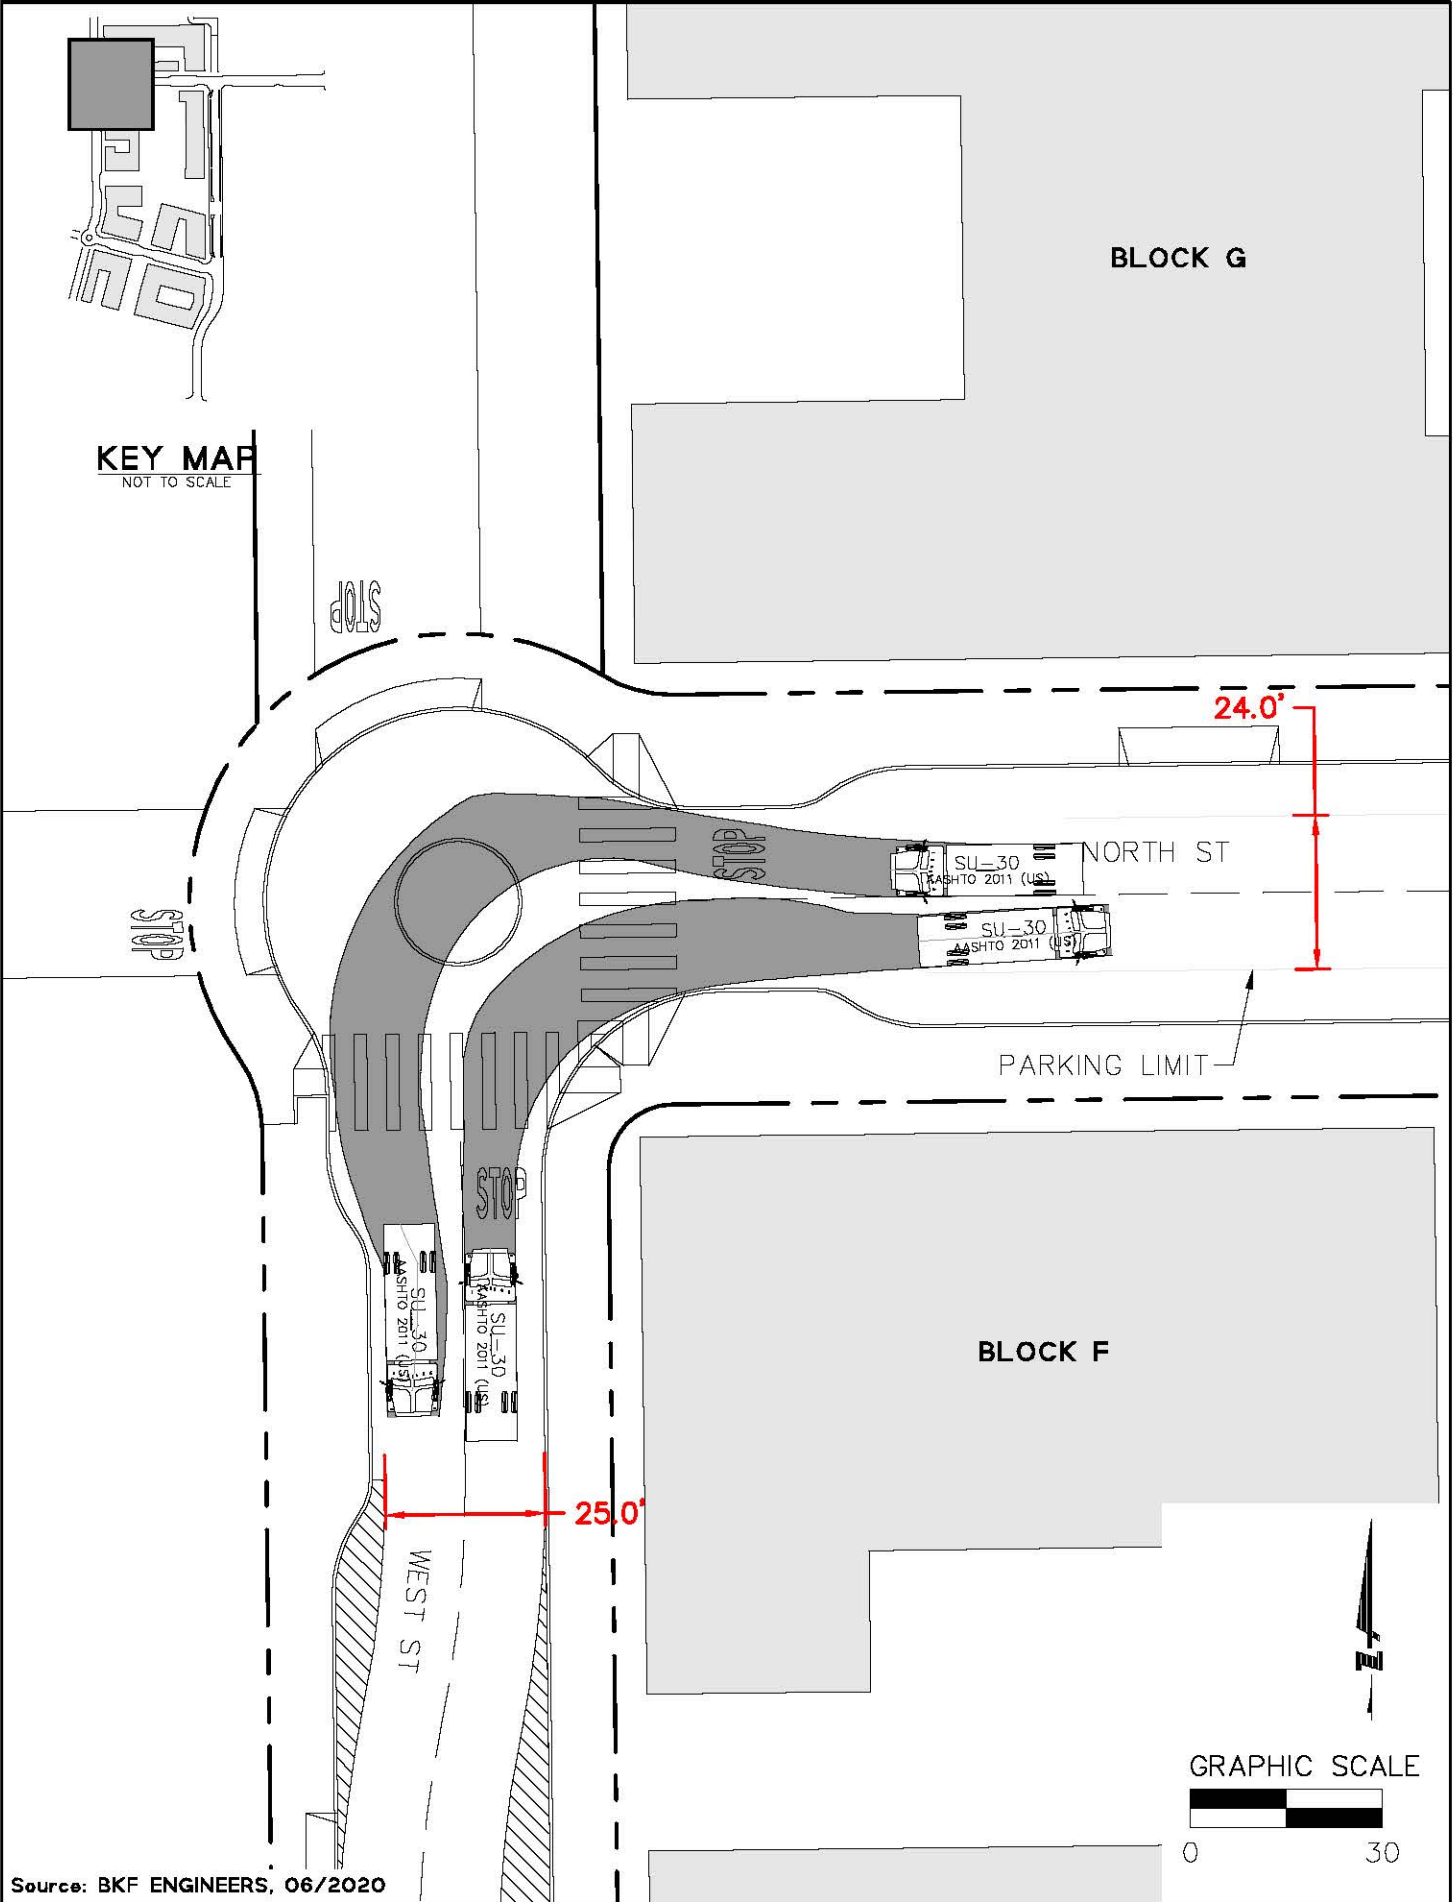 KEY MAP
NOT TO SCALE
BLOCK G
STOP
24.0'
STOP
NORTH ST
SU-30
AASHTO 2011 (US)
SU-30
AASHTO 2011 (US)
STOP
PARKING LIMIT
STOP
SU-30
AASHTO 2011 (US)
SU-30
AASHTO 2011 (US)
BLOCK F
25.0'
WEST ST
GRAPHIC SCALE
0 30
Source: BKF ENGINEERS, 06/2020